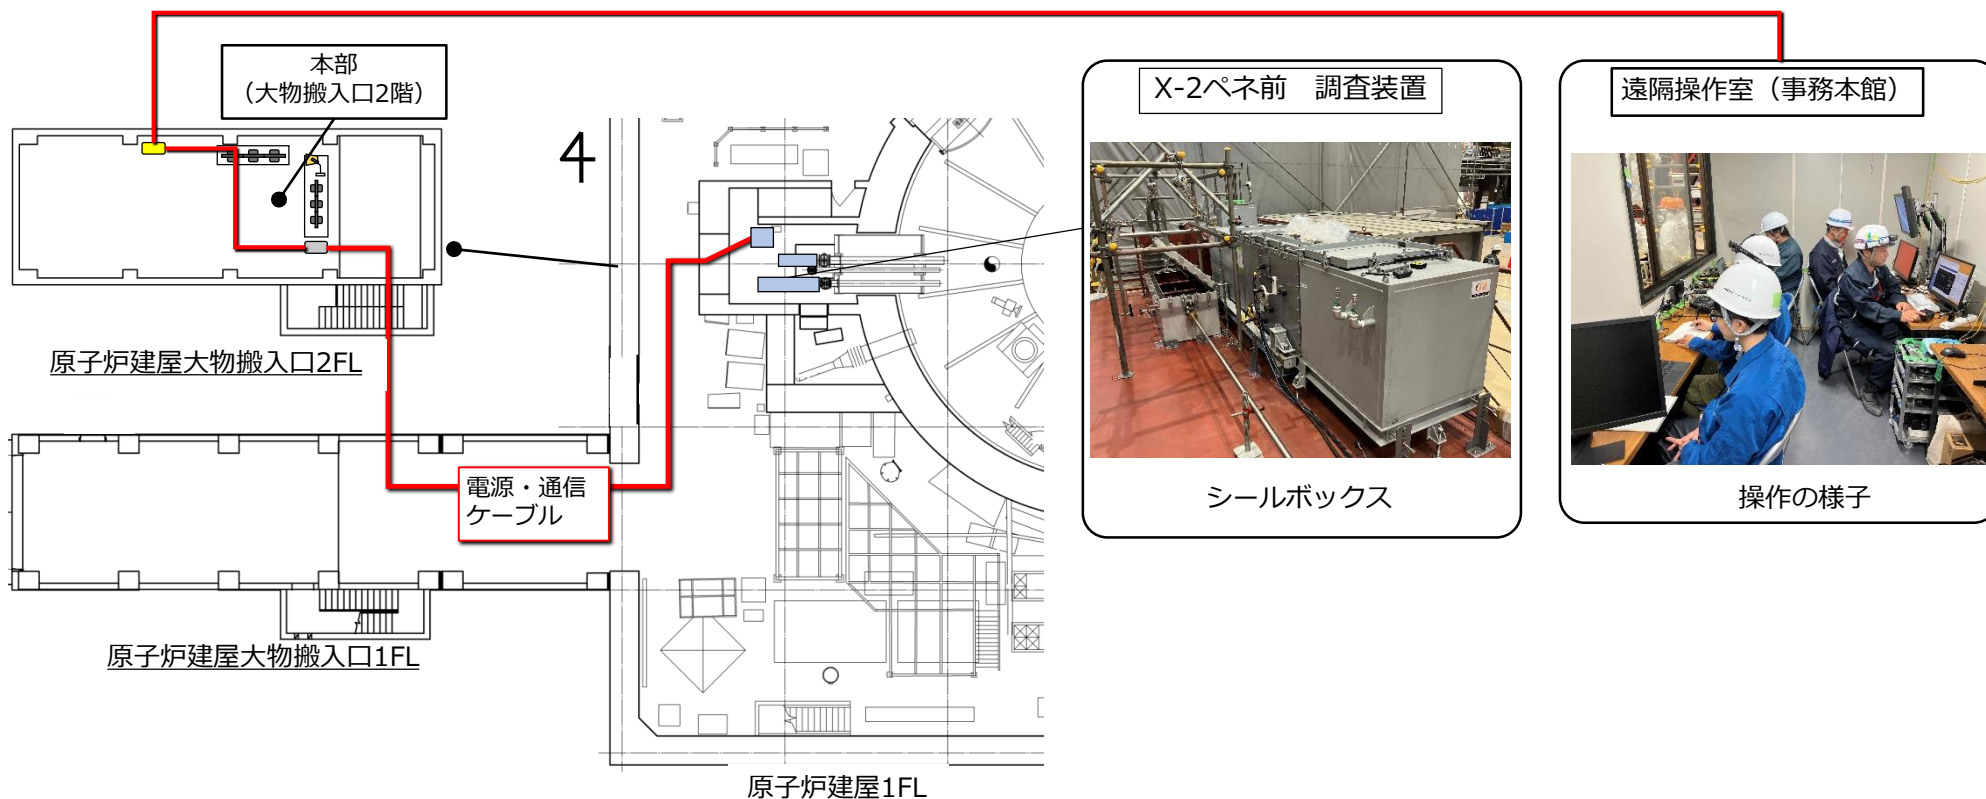 本部
（大物搬入口2階）
X-2ペネ前　調査装置
遠隔操作室（事務本館）
原子炉建屋大物搬入口2FL
電源・通信
ケーブル
シールボックス
操作の様子
原子炉建屋大物搬入口1FL
原子炉建屋1FL